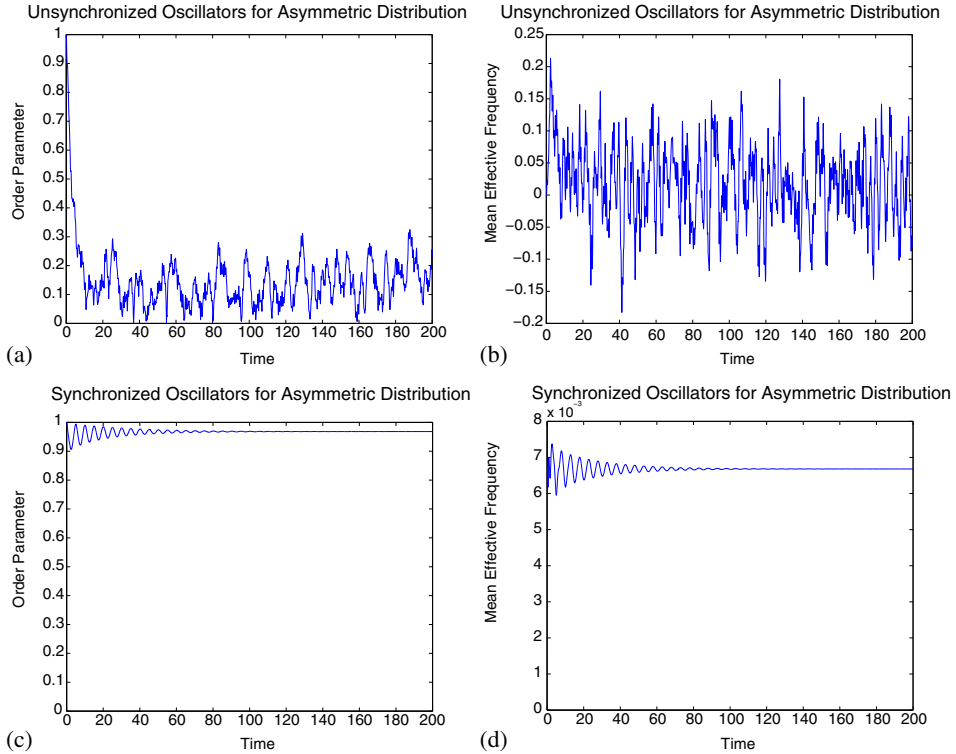 Unsynchronized Oscillators for Asymmetric Distribution
1
0.9
0.8
0.7
0.6
0.5
0.4
0.3
0.2
0.1
0
Order Parameter
0 20 40 60 80 100 120 140 160 180 200
Time
(a)
Unsynchronized Oscillators for Asymmetric Distribution
0.25
0.2
0.15
0.1
0.05
0
−0.05
−0.1
−0.15
−0.2
Mean Effective Frequency
0 20 40 60 80 100 120 140 160 180 200
Time
(b)
Synchronized Oscillators for Asymmetric Distribution
1
0.9
0.8
0.7
0.6
0.5
0.4
0.3
0.2
0.1
0
Order Parameter
0 20 40 60 80 100 120 140 160 180 200
Time
(c)
Synchronized Oscillators for Asymmetric Distribution
x 10⁻³
8
7
6
5
4
3
2
1
0
Mean Effective Frequency
0 20 40 60 80 100 120 140 160 180 200
Time
(d)